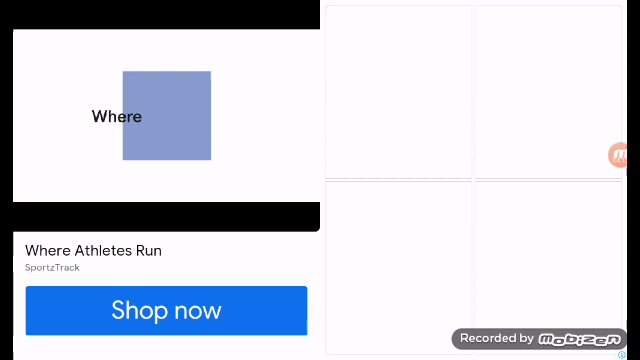 Where
Where Athletes Run
SportzTrack
Shop now
Recorded by
MOBIZEN